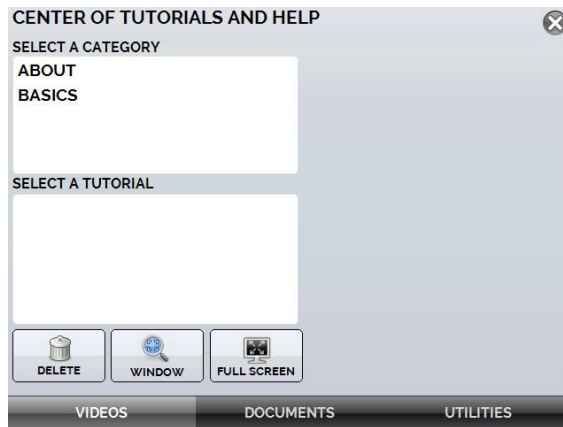 CENTER OF TUTORIALS AND HELP
SELECT A CATEGORY
ABOUT
BASICS
SELECT A TUTORIAL
DELETE
WINDOW
FULL SCREEN
VIDEOS
DOCUMENTS
UTILITIES